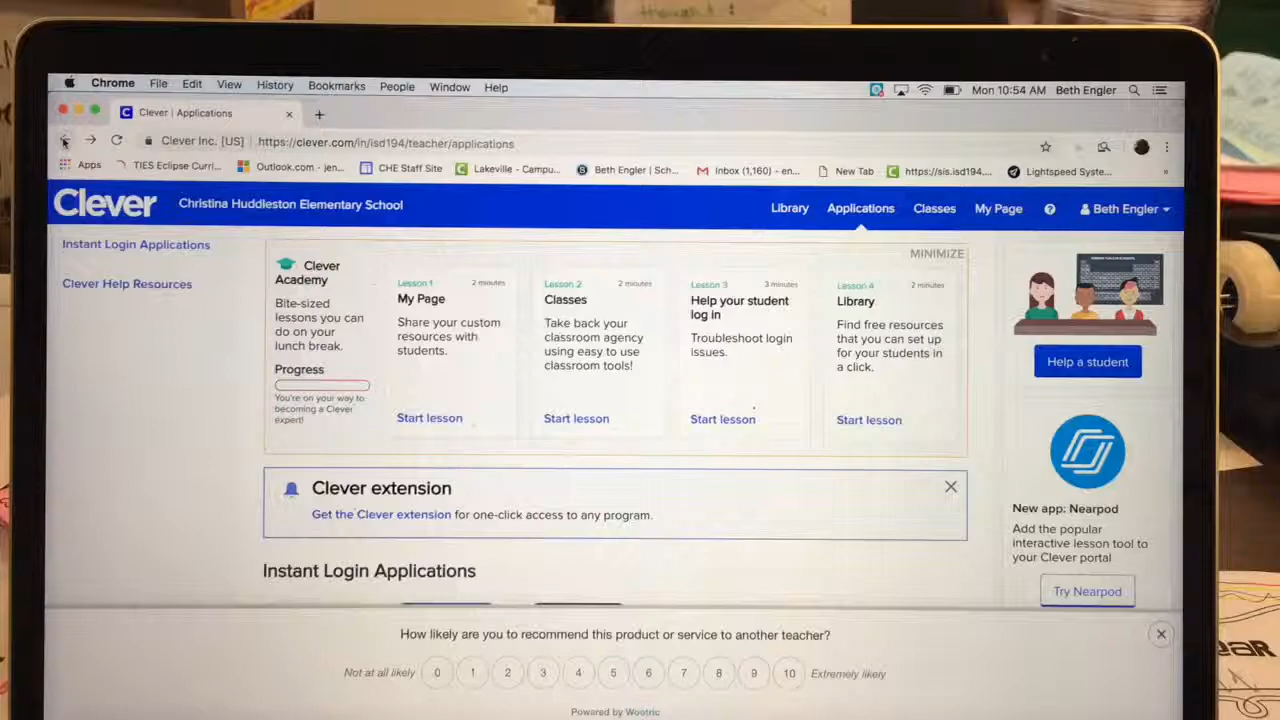 Chrome File Edit View History Bookmarks People Window Help
Mon 10:54 AM Beth Engler
Clever | Applications
Clever Inc. [US] https://clever.com/in/isd194/teacher/applications
Apps TIES Eclipse Curri... Outlook.com - jen... CHE Staff Site Lakeville - Campu... Beth Engler | Sch... Inbox (1,160) - en... New Tab https://sis.isd194.... Lightspeed Syste... »
Clever Christina Huddleston Elementary School Library Applications Classes My Page ? Beth Engler
Instant Login Applications
Clever Help Resources
MINIMIZE
Clever
Academy
Bite-sized
lessons you can
do on your
lunch break.
Progress
You're on your way to
becoming a Clever
expert!
Lesson 1 2 minutes
My Page
Share your custom
resources with
students.
Start lesson
Lesson 2 2 minutes
Classes
Take back your
classroom agency
using easy to use
classroom tools!
Start lesson
Lesson 3 3 minutes
Help your student
log in
Troubleshoot login
issues.
Start lesson
Lesson 4 2 minutes
Library
Find free resources
that you can set up
for your students in
a click.
Start lesson
Help a student
New app: Nearpod
Add the popular
interactive lesson tool to
your Clever portal
Try Nearpod
Clever extension
Get the Clever extension for one-click access to any program.
Instant Login Applications
How likely are you to recommend this product or service to another teacher?
Not at all likely 0 1 2 3 4 5 6 7 8 9 10 Extremely likely
Powered by Wootric